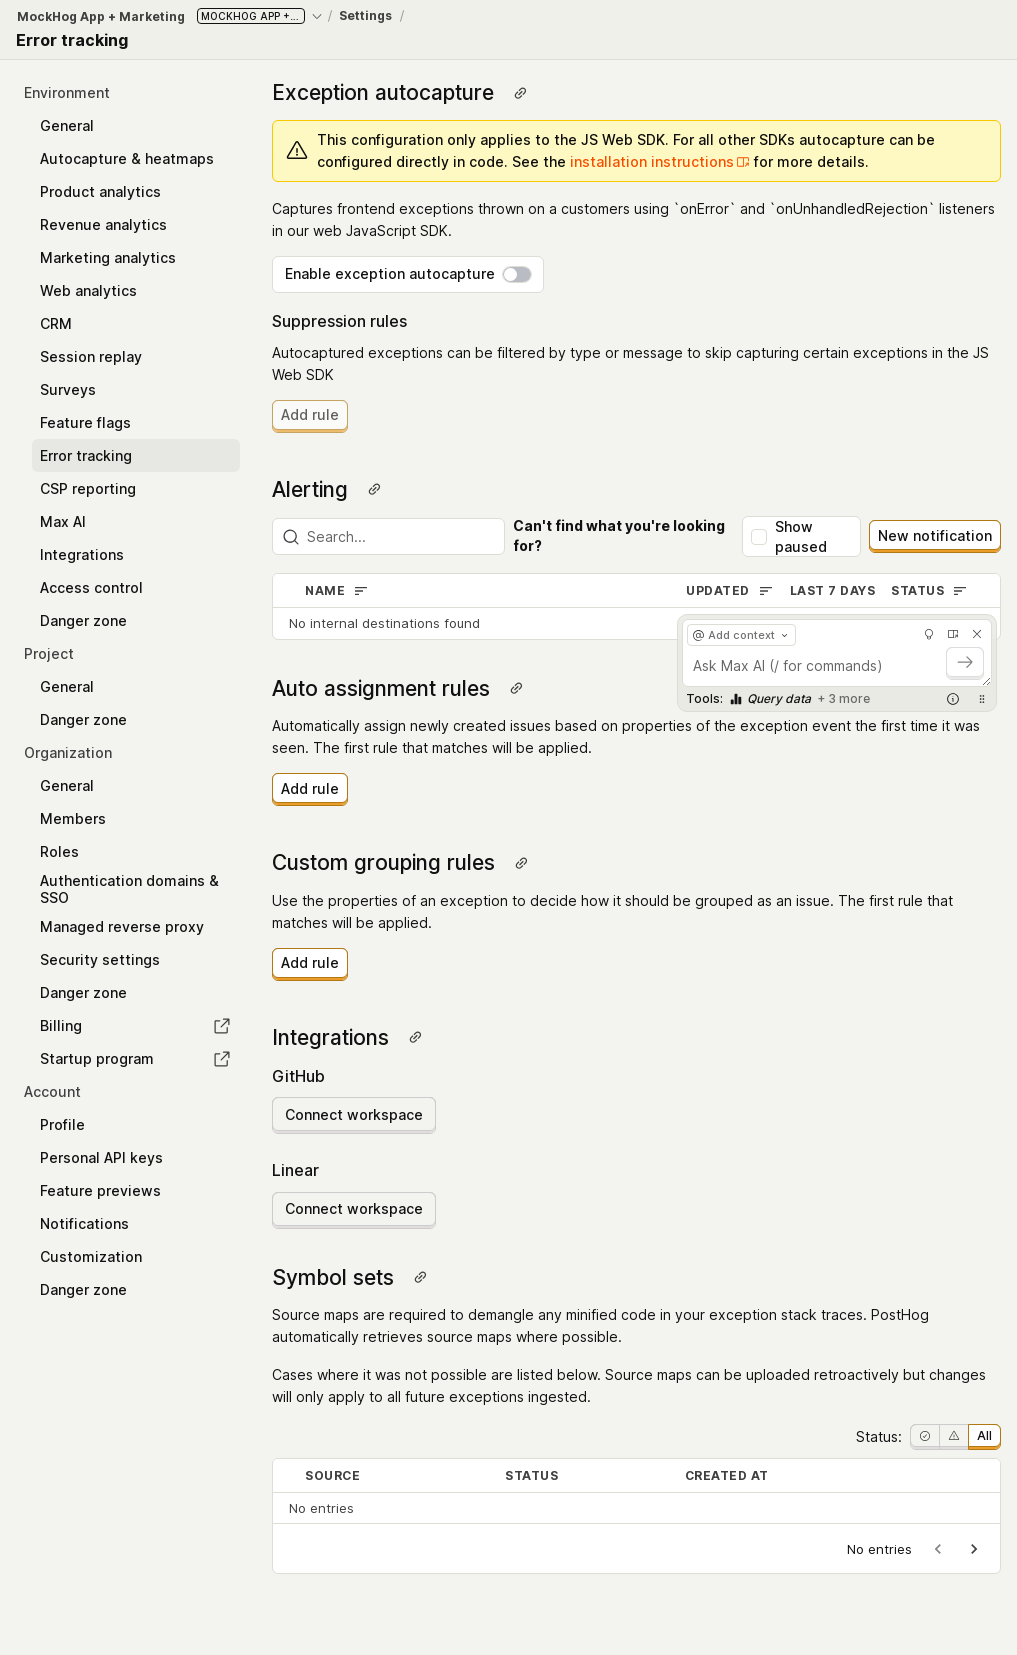 MockHog App + Marketing MOCKHOG APP +... / Settings /
Error tracking
Environment
General
Autocapture & heatmaps
Product analytics
Revenue analytics
Marketing analytics
Web analytics
CRM
Session replay
Surveys
Feature flags
Error tracking
CSP reporting
Max AI
Integrations
Access control
Danger zone
Project
General
Danger zone
Organization
General
Members
Roles
Authentication domains &
SSO
Managed reverse proxy
Security settings
Danger zone
Billing
Startup program
Account
Profile
Personal API keys
Feature previews
Notifications
Customization
Danger zone
Exception autocapture
This configuration only applies to the JS Web SDK. For all other SDKs autocapture can be
configured directly in code. See the installation instructions for more details.
Captures frontend exceptions thrown on a customers using `onError` and `onUnhandledRejection` listeners
in our web JavaScript SDK.
Enable exception autocapture
Suppression rules
Autocaptured exceptions can be filtered by type or message to skip capturing certain exceptions in the JS
Web SDK
Add rule
Alerting
Search...
Can't find what you're looking
for?
Show
paused
New notification
NAME UPDATED LAST 7 DAYS STATUS
No internal destinations found
@ Add context
Ask Max AI (/ for commands)
Tools: Query data + 3 more
Auto assignment rules
Automatically assign newly created issues based on properties of the exception event the first time it was
seen. The first rule that matches will be applied.
Add rule
Custom grouping rules
Use the properties of an exception to decide how it should be grouped as an issue. The first rule that
matches will be applied.
Add rule
Integrations
GitHub
Connect workspace
Linear
Connect workspace
Symbol sets
Source maps are required to demangle any minified code in your exception stack traces. PostHog
automatically retrieves source maps where possible.
Cases where it was not possible are listed below. Source maps can be uploaded retroactively but changes
will only apply to all future exceptions ingested.
Status: All
SOURCE STATUS CREATED AT
No entries
No entries